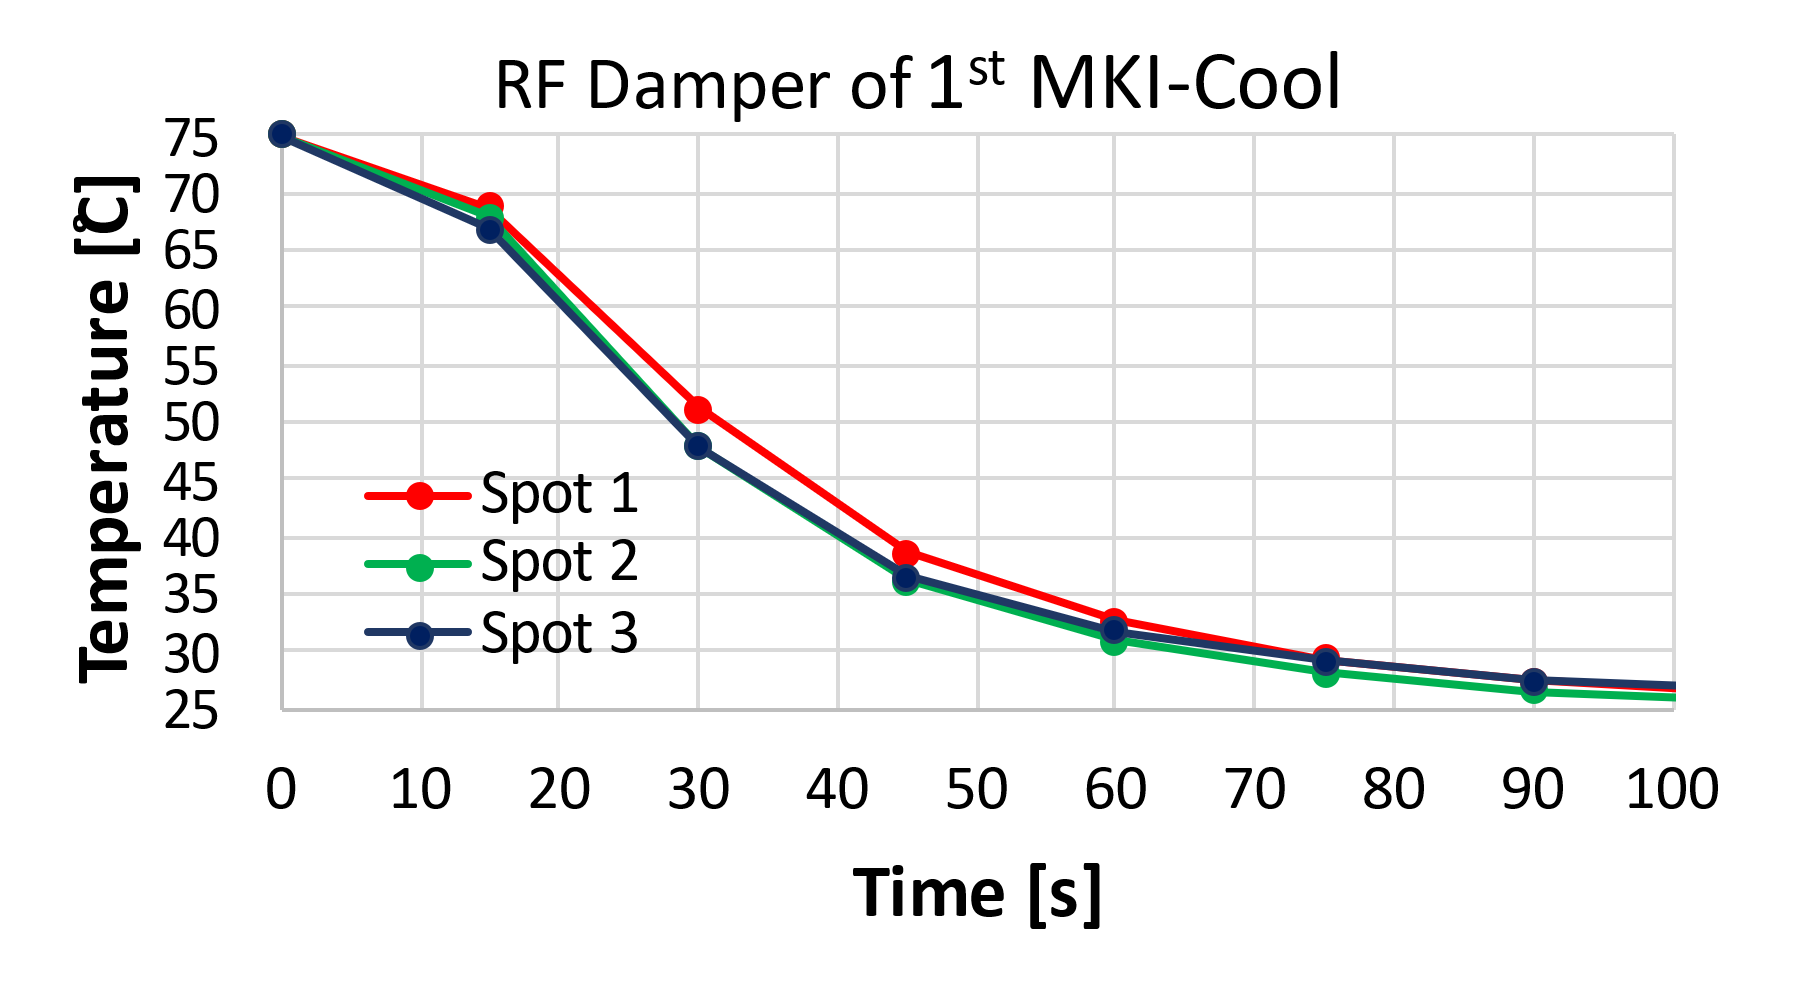 RF Damper of 1st MKI-Cool
75
70
65
60
55
50
45
40
35
30
25
Temperature [°C]
Spot 1
Spot 2
Spot 3
0 10 20 30 40 50 60 70 80 90 100
Time [s]